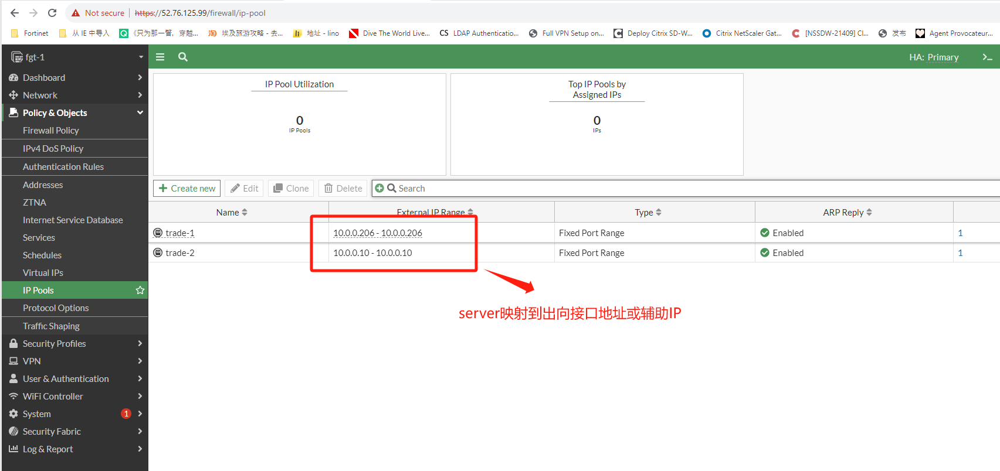 Not secure
https://52.76.125.99/firewall/ip-pool
Fortinet
从 IE 中导入
《只为那一瞥，穿越...
埃及旅游攻略 - 去...
地址 - lino
Dive The World Live...
CS LDAP Authenticatio...
Full VPN Setup on...
Deploy Citrix SD-W...
Citrix NetScaler Gat...
[NSSDW-21409] Cl...
发布
Agent Provocateur...
fgt-1
HA: Primary
Dashboard
Network
Policy & Objects
Firewall Policy
IPv4 DoS Policy
Authentication Rules
Addresses
ZTNA
Internet Service Database
Services
Schedules
Virtual IPs
IP Pools
Protocol Options
Traffic Shaping
Security Profiles
VPN
User & Authentication
WiFi Controller
System 1
Security Fabric
Log & Report
IP Pool Utilization
0
IP Pools
Top IP Pools by
Assigned IPs
0
IPs
Create new
Edit
Clone
Delete
Search
Name External IP Range Type ARP Reply
trade-1 10.0.0.206 - 10.0.0.206 Fixed Port Range Enabled 1
trade-2 10.0.0.10 - 10.0.0.10 Fixed Port Range Enabled 1
server映射到出向接口地址或辅助IP